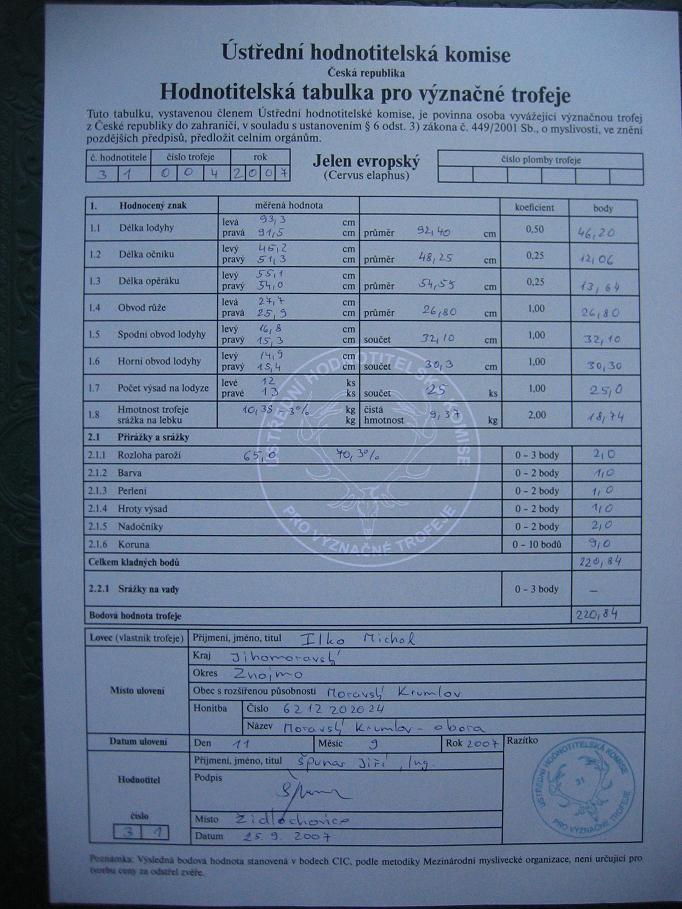 Ústřední hodnotitelská komise
Česká republika
Hodnotitelská tabulka pro význačné trofeje
Tuto tabulku, vystavenou členem Ústřední hodnotitelské komise, je povinna osoba vyvážející význačnou trofej
z České republiky do zahraničí, v souladu s ustanovením § 6 odst. 3) zákona č. 449/2001 Sb., o myslivosti, ve znění
pozdějších předpisů, předložit celním orgánům.
č. hodnotitele číslo trofeje rok Jelen evropský číslo plomby trofeje
3 1 0 0 4 2007 (Cervus elaphus)
1. Hodnocený znak měřená hodnota koeficient body
1.1 Délka lodyhy levá 93,3 cm pravá 91,5 cm průměr 92,40 cm 0,50 46,20
1.2 Délka očníku levý 45,2 cm pravý 51,3 cm průměr 48,25 cm 0,25 12,06
1.3 Délka opěráku levý 55,1 cm pravý 54,0 cm průměr 54,55 cm 0,25 13,64
1.4 Obvod růže levá 27,7 cm pravá 25,9 cm průměr 26,80 cm 1,00 26,80
1.5 Spodní obvod lodyhy levý 16,8 cm pravý 15,3 cm součet 32,10 cm 1,00 32,10
1.6 Horní obvod lodyhy levý 14,9 cm pravý 15,4 cm součet 30,3 cm 1,00 30,30
1.7 Počet výsad na lodyze levé 12 ks pravé 13 ks součet 25 ks 1,00 25,0
1.8 Hmotnost trofeje srážka na lebku 10,38 - 3% kg kg čistá hmotnost 9,37 kg 2,00 18,74
2.1 Přirážky a srážky
2.1.1 Rozloha paroží 65,0 70,3% 0 – 3 body 2,0
2.1.2 Barva 0 – 2 body 1,0
2.1.3 Perlení 0 – 2 body 1,0
2.1.4 Hroty výsad 0 – 2 body 1,0
2.1.5 Nadočníky 0 – 2 body 2,0
2.1.6 Koruna 0 – 10 bodů 9,0
Celkem kladných bodů 220,84
2.2.1 Srážky na vady 0 – 3 body –
Bodová hodnota trofeje 220,84
Lovec (vlastník trofeje) Příjmení, jméno, titul Ilko Michal
Místo ulovení Kraj Jihomoravský
Okres Znojmo
Obec s rozšířenou působností Moravský Krumlov
Honitba Číslo 6212202024
Název Moravský Krumlov - obora
Datum ulovení Den 11 Měsíc 9 Rok 2007 Razítko
Hodnotitel Příjmení, jméno, titul Špunar Jiří, Ing.
Podpis
číslo 3 1 Místo Židlochovice
Datum 25. 9. 2007
ÚSTŘEDNÍ HODNOTITELSKÁ KOMISE
PRO VÝZNAČNÉ TROFEJE
ÚSTŘEDNÍ HODNOTITELSKÁ KOMISE
31
PRO VÝZNAČNÉ TROFEJE
Poznámka: Výsledná bodová hodnota stanovená v bodech CIC, podle metodiky Mezinárodní myslivecké organizace, není určující pro
tvorbu ceny za odstřel zvěře.